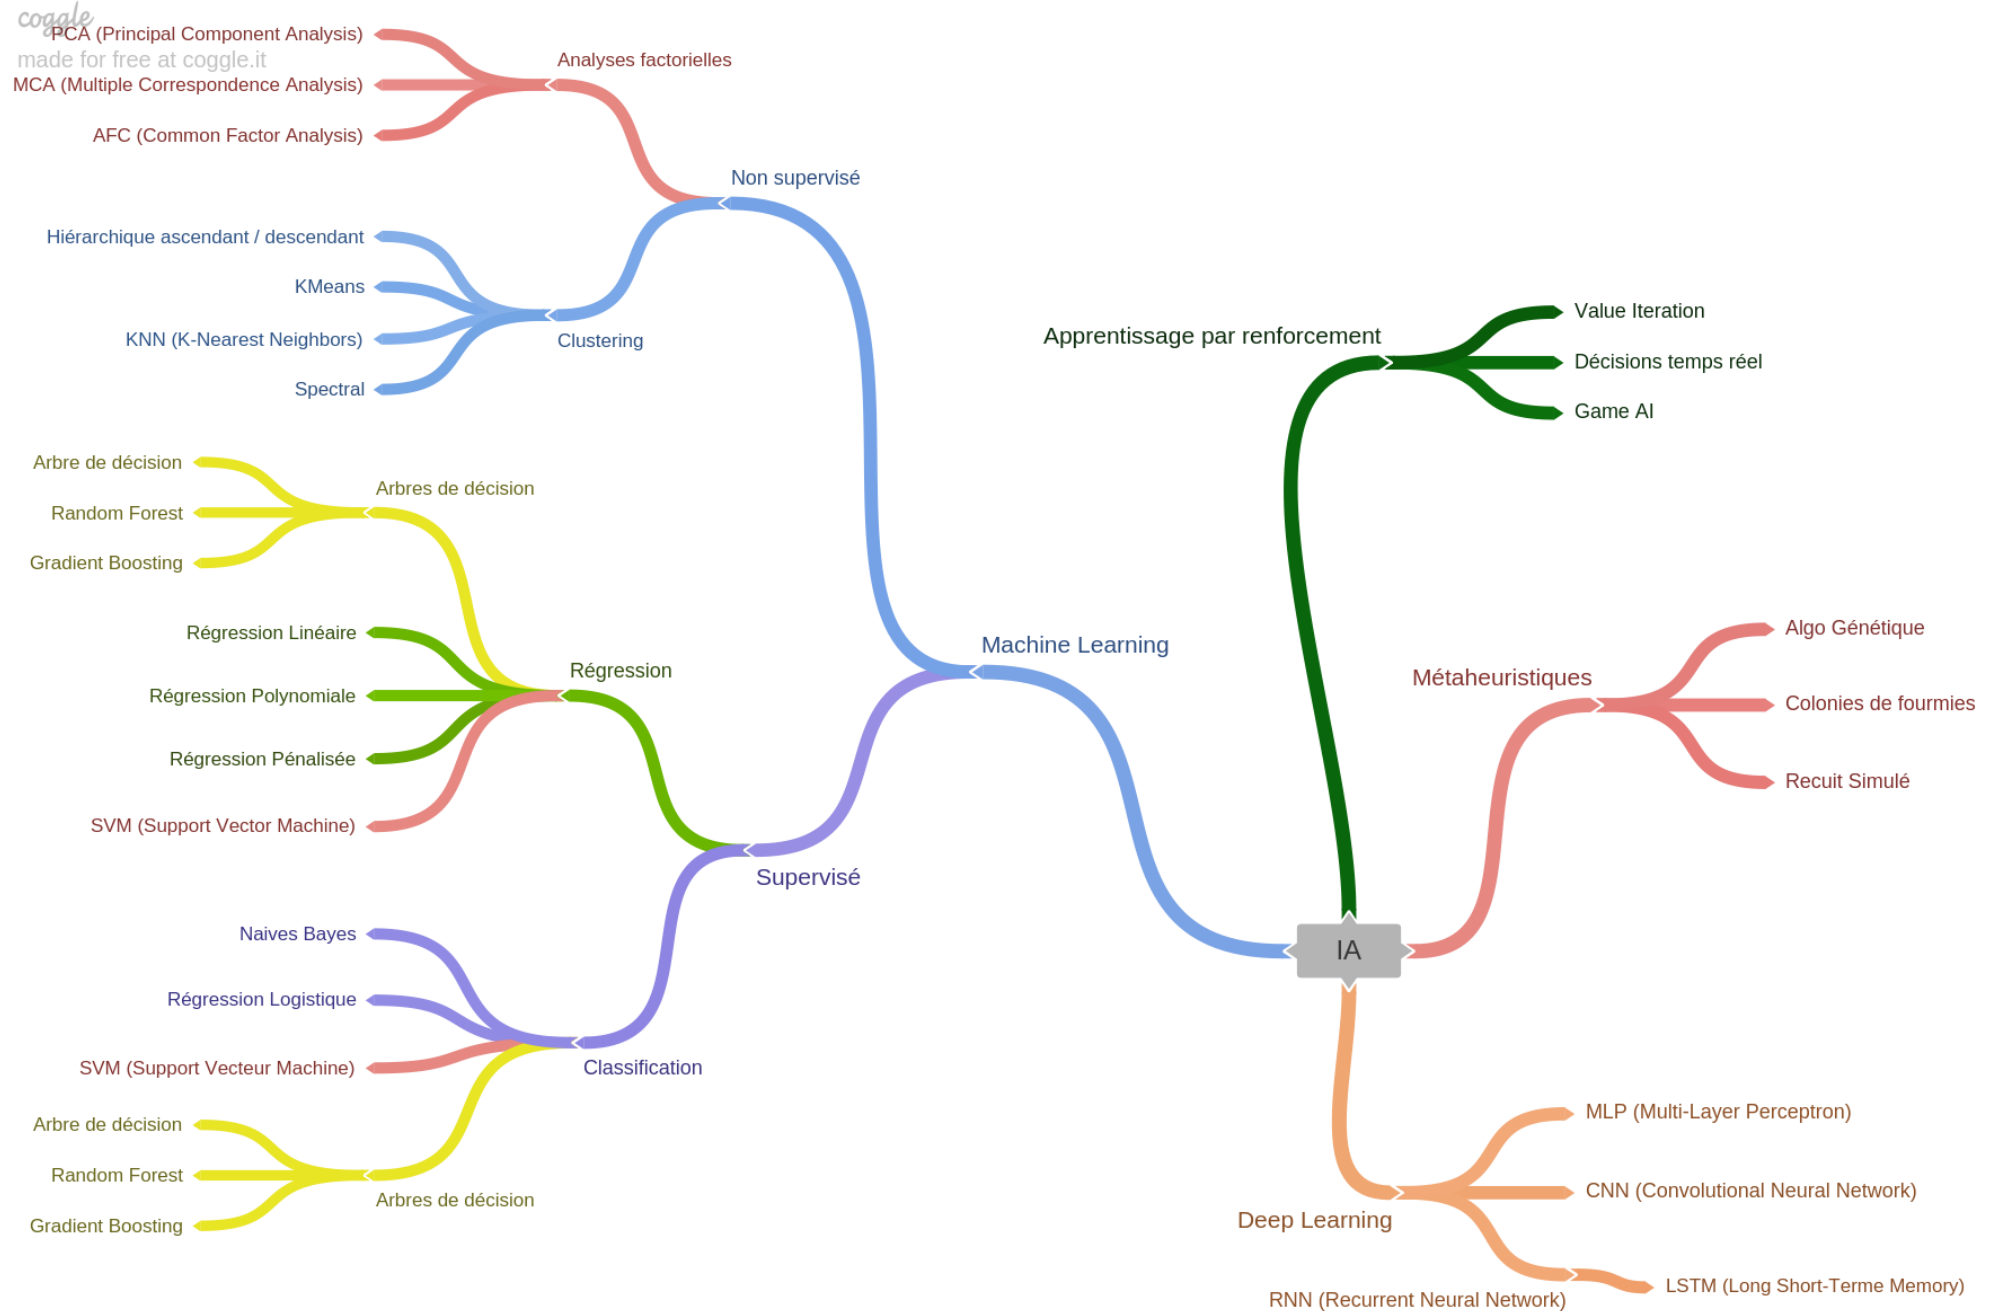 coggle
made for free at coggle.it
PCA (Principal Component Analysis)
MCA (Multiple Correspondence Analysis)
AFC (Common Factor Analysis)
Analyses factorielles
Non supervisé
Hiérarchique ascendant / descendant
KMeans
KNN (K-Nearest Neighbors)
Spectral
Clustering
Arbre de décision
Random Forest
Gradient Boosting
Arbres de décision
Régression Linéaire
Régression Polynomiale
Régression Pénalisée
SVM (Support Vector Machine)
Régression
Machine Learning
Supervisé
Naives Bayes
Régression Logistique
SVM (Support Vecteur Machine)
Classification
Arbre de décision
Random Forest
Gradient Boosting
Arbres de décision
IA
Apprentissage par renforcement
Value Iteration
Décisions temps réel
Game AI
Métaheuristiques
Algo Génétique
Colonies de fourmies
Recuit Simulé
Deep Learning
MLP (Multi-Layer Perceptron)
CNN (Convolutional Neural Network)
RNN (Recurrent Neural Network)
LSTM (Long Short-Terme Memory)